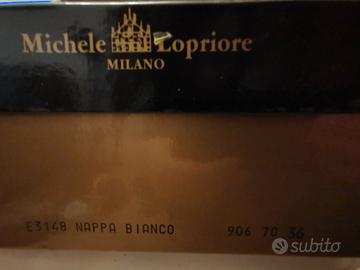 Michele Lopriore
MILANO
E3148 NAPPA BIANCO 906 70 36
subito